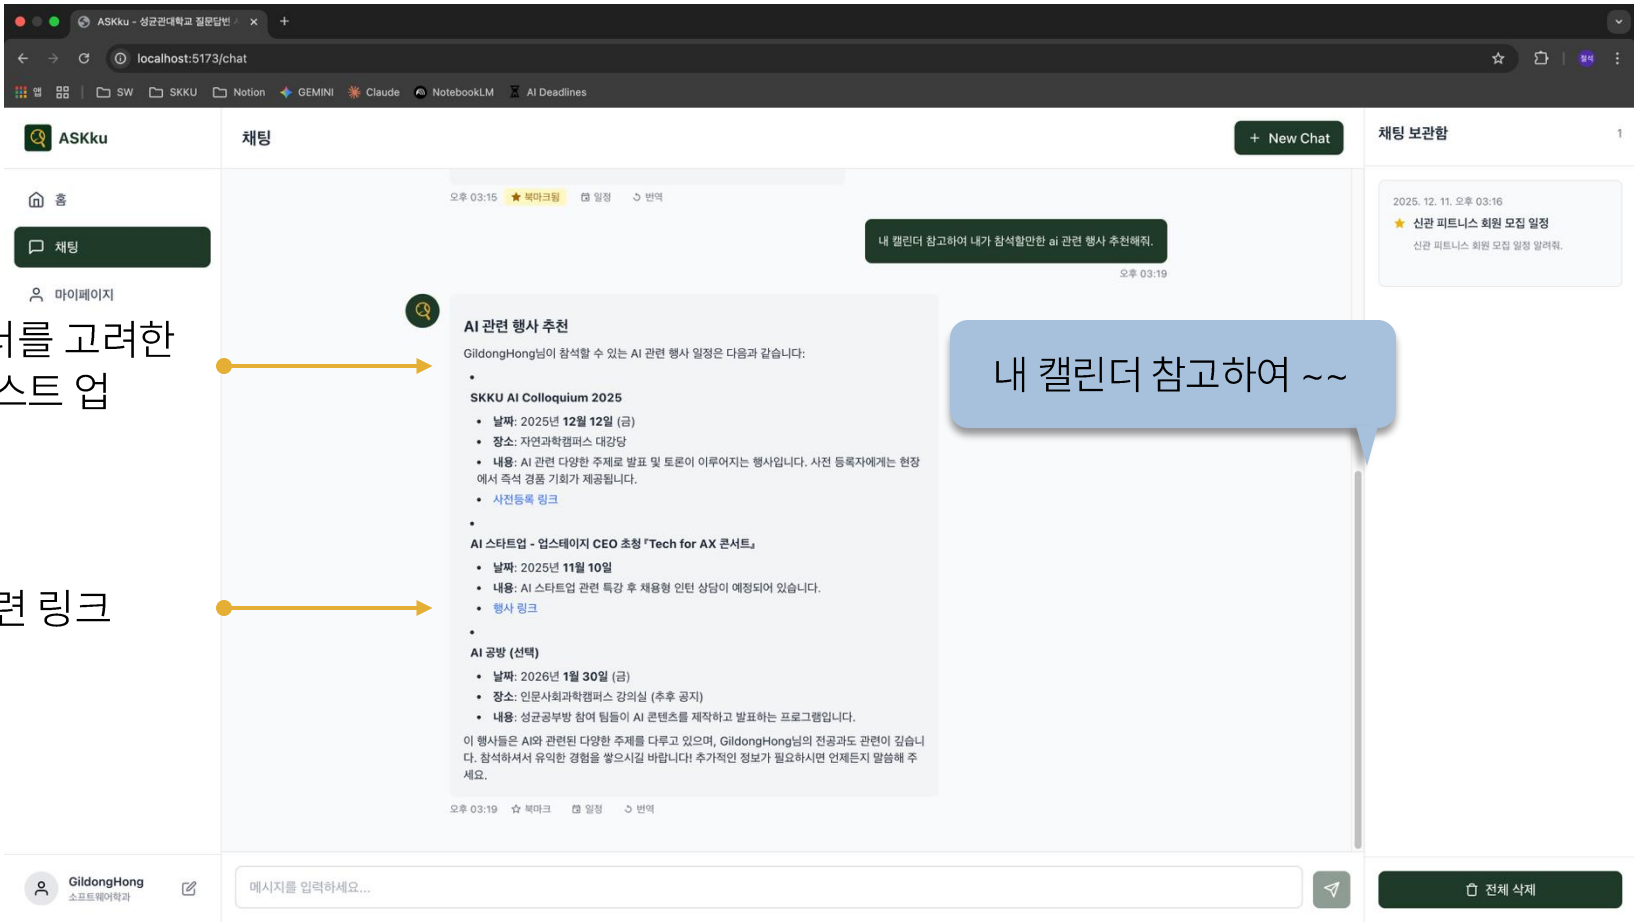 ASKku - 성균관대학교 질문답변
localhost:5173/chat
앱
SW
SKKU
Notion
GEMINI
Claude
NotebookLM
AI Deadlines
ASKku
홈
채팅
마이페이지
를 고려한
스트 업
련 링크
GildongHong
소프트웨어학과
채팅
+ New Chat
오후 03:15 ★ 북마크됨 일정 번역
내 캘린더 참고하여 내가 참석할만한 ai 관련 행사 추천해줘.
오후 03:19
AI 관련 행사 추천
GildongHong님이 참석할 수 있는 AI 관련 행사 일정은 다음과 같습니다:
•
SKKU AI Colloquium 2025
• 날짜: 2025년 12월 12일 (금)
• 장소: 자연과학캠퍼스 대강당
• 내용: AI 관련 다양한 주제로 발표 및 토론이 이루어지는 행사입니다. 사전 등록자에게는 현장
에서 즉석 경품 기회가 제공됩니다.
• 사전등록 링크
•
AI 스타트업 - 업스테이지 CEO 초청 『Tech for AX 콘서트』
• 날짜: 2025년 11월 10일
• 내용: AI 스타트업 관련 특강 후 채용형 인턴 상담이 예정되어 있습니다.
• 행사 링크
•
AI 공방 (선택)
• 날짜: 2026년 1월 30일 (금)
• 장소: 인문사회과학캠퍼스 강의실 (추후 공지)
• 내용: 성균공부방 참여 팀들이 AI 콘텐츠를 제작하고 발표하는 프로그램입니다.
이 행사들은 AI와 관련된 다양한 주제를 다루고 있으며, GildongHong님의 전공과도 관련이 깊습니
다. 참석하셔서 유익한 경험을 쌓으시길 바랍니다! 추가적인 정보가 필요하시면 언제든지 말씀해 주
세요.
오후 03:19 ☆ 북마크 일정 번역
내 캘린더 참고하여 ~~
메시지를 입력하세요...
채팅 보관함 1
2025. 12. 11. 오후 03:16
★ 신관 피트니스 회원 모집 일정
신관 피트니스 회원 모집 일정 알려줘.
전체 삭제